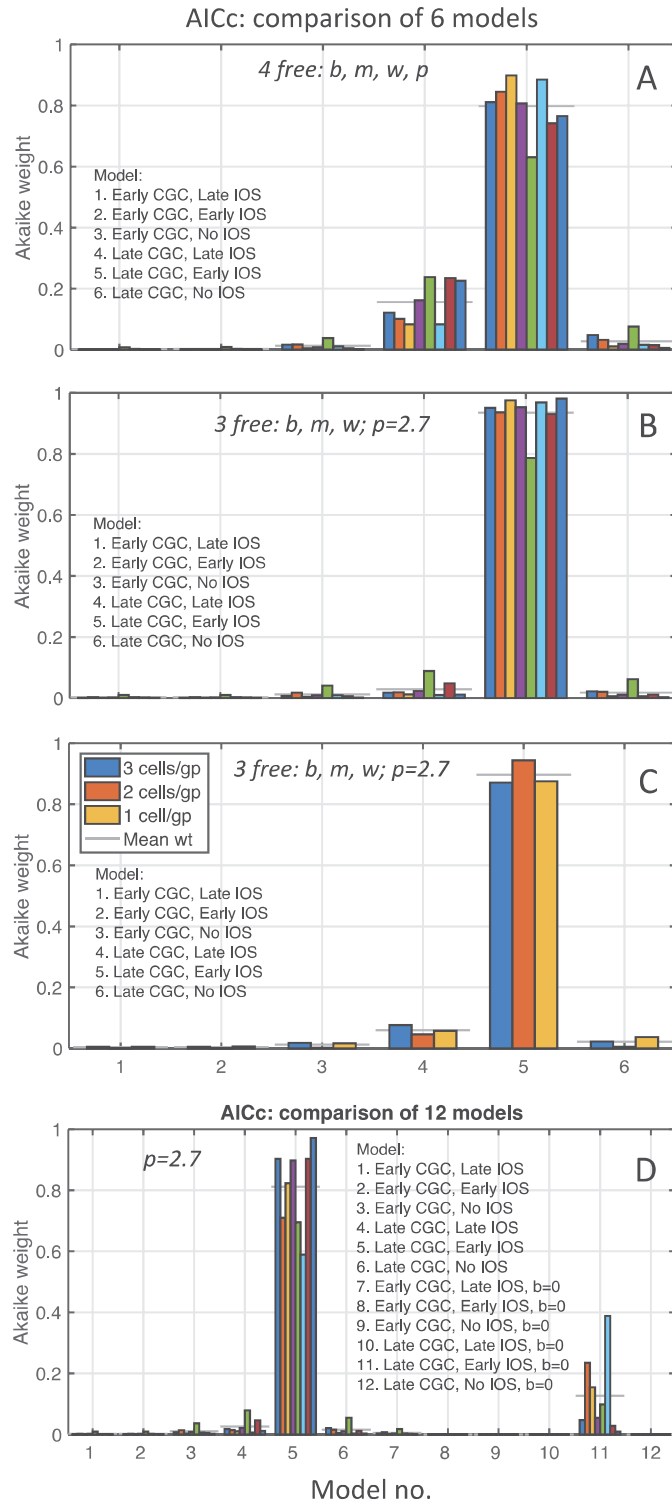 AICc: comparison of 6 models
4 free: b, m, w, p
A
1
0.8
0.6
0.4
0.2
0
Akaike weight
Model:
1. Early CGC, Late IOS
2. Early CGC, Early IOS
3. Early CGC, No IOS
4. Late CGC, Late IOS
5. Late CGC, Early IOS
6. Late CGC, No IOS
3 free: b, m, w; p=2.7
B
1
0.8
0.6
0.4
0.2
0
Akaike weight
Model:
1. Early CGC, Late IOS
2. Early CGC, Early IOS
3. Early CGC, No IOS
4. Late CGC, Late IOS
5. Late CGC, Early IOS
6. Late CGC, No IOS
3 free: b, m, w; p=2.7
C
3 cells/gp
2 cells/gp
1 cell/gp
Mean wt
1
0.8
0.6
0.4
0.2
0
Akaike weight
Model:
1. Early CGC, Late IOS
2. Early CGC, Early IOS
3. Early CGC, No IOS
4. Late CGC, Late IOS
5. Late CGC, Early IOS
6. Late CGC, No IOS
1 2 3 4 5 6
AICc: comparison of 12 models
p=2.7
D
1
0.8
0.6
0.4
0.2
0
Akaike weight
Model:
1. Early CGC, Late IOS
2. Early CGC, Early IOS
3. Early CGC, No IOS
4. Late CGC, Late IOS
5. Late CGC, Early IOS
6. Late CGC, No IOS
7. Early CGC, Late IOS, b=0
8. Early CGC, Early IOS, b=0
9. Early CGC, No IOS, b=0
10. Late CGC, Late IOS, b=0
11. Late CGC, Early IOS, b=0
12. Late CGC, No IOS, b=0
1 2 3 4 5 6 7 8 9 10 11 12
Model no.